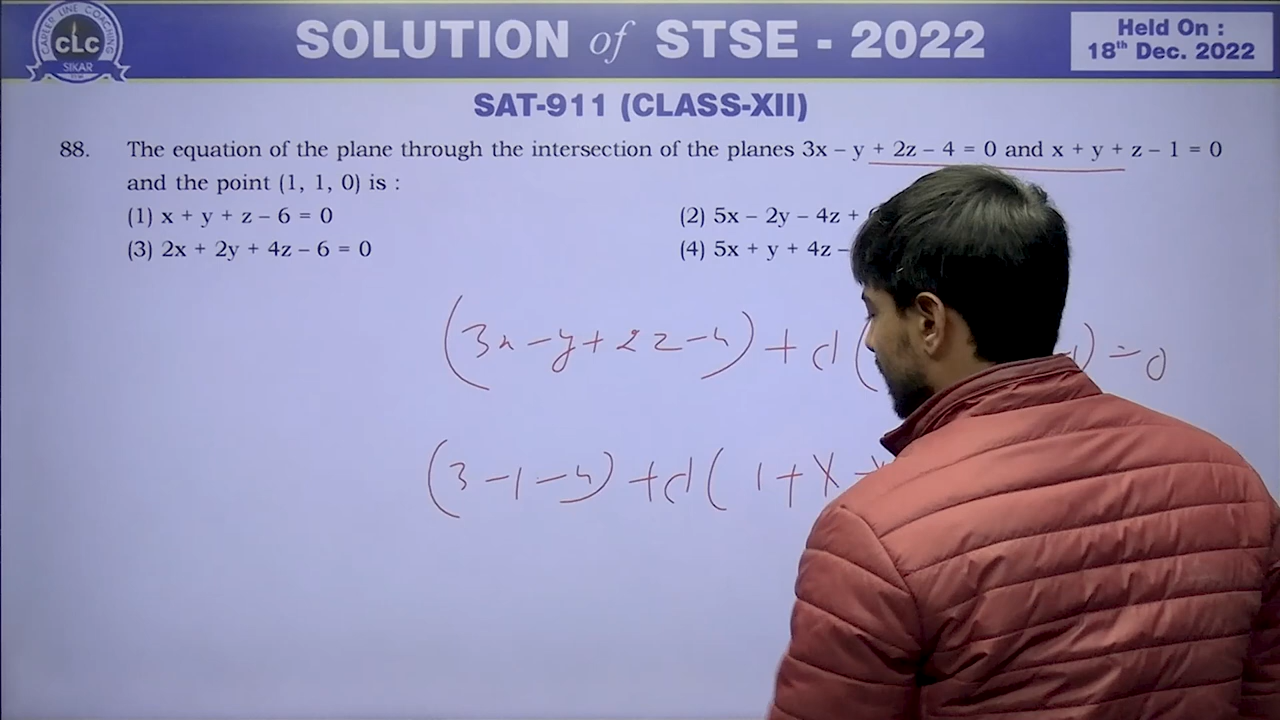 CAREER LINE COACHING
CLC
SIKAR
SOLUTION of STSE - 2022
Held On :
18th Dec. 2022
SAT-911 (CLASS-XII)
88. The equation of the plane through the intersection of the planes 3x – y + 2z – 4 = 0 and x + y + z – 1 = 0
and the point (1, 1, 0) is :
(1) x + y + z – 6 = 0 (2) 5x – 2y – 4z +
(3) 2x + 2y + 4z – 6 = 0 (4) 5x + y + 4z –
(3x – y + 2z – 4) + d( ) = 0
(3 – 1 – 4) + d( 1 + 1